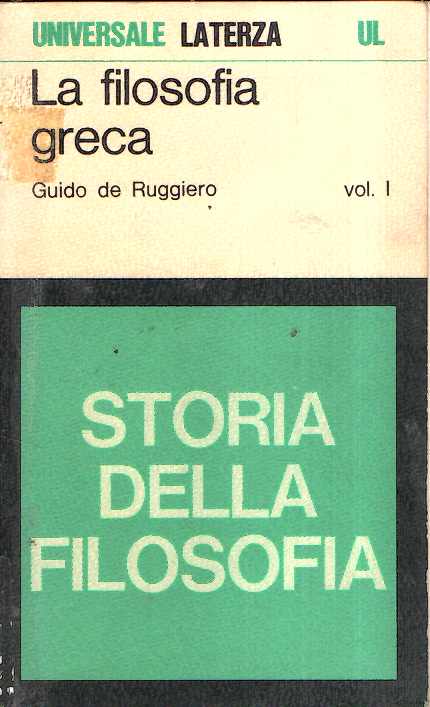 UNIVERSALE LATERZA UL
La filosofia
greca
Guido de Ruggiero vol. I
STORIA
DELLA
FILOSOFIA